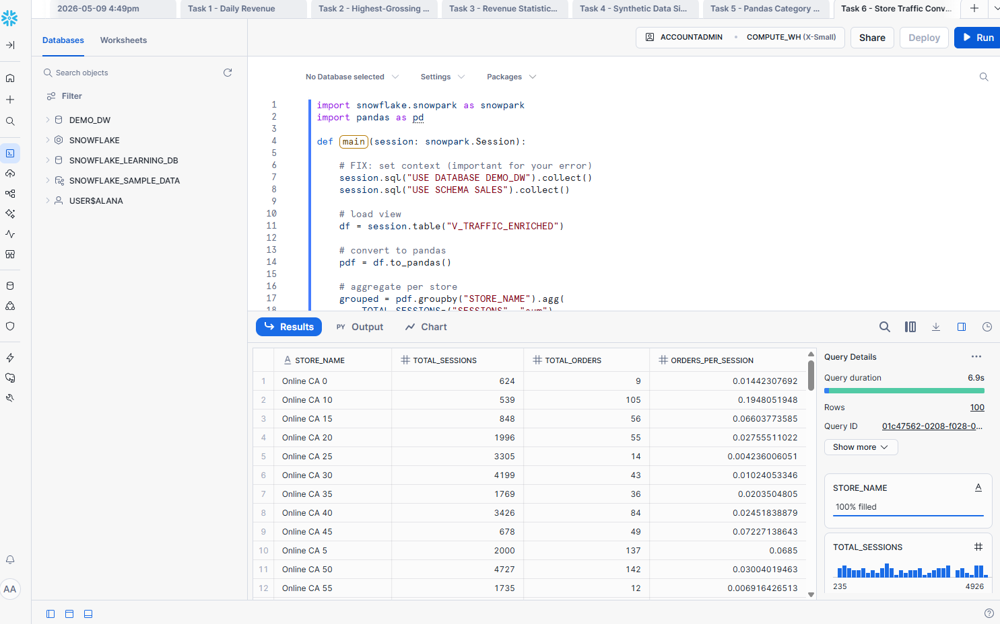 2026-05-09 4:49pm
Task 1 - Daily Revenue
Task 2 - Highest-Grossing ...
Task 3 - Revenue Statistic...
Task 4 - Synthetic Data Si...
Task 5 - Pandas Category ...
Task 6 - Store Traffic Conv...
Databases
Worksheets
ACCOUNTADMIN
COMPUTE_WH (X-Small)
Share
Deploy
Run
Search objects
Filter
DEMO_DW
SNOWFLAKE
SNOWFLAKE_LEARNING_DB
SNOWFLAKE_SAMPLE_DATA
USER$ALANA
AA
No Database selected
Settings
Packages
1 import snowflake.snowpark as snowpark
2 import pandas as pd
3
4 def main(session: snowpark.Session):
5
6 # FIX: set context (important for your error)
7 session.sql("USE DATABASE DEMO_DW").collect()
8 session.sql("USE SCHEMA SALES").collect()
9
10 # load view
11 df = session.table("V_TRAFFIC_ENRICHED")
12
13 # convert to pandas
14 pdf = df.to_pandas()
15
16 # aggregate per store
17 grouped = pdf.groupby("STORE_NAME").agg(
18 TOTAL_SESSIONS=("SESSIONS", "sum")
Results
PY Output
Chart
A STORE_NAME
TOTAL_SESSIONS
TOTAL_ORDERS
ORDERS_PER_SESSION
1 Online CA 0 624 9 0.01442307692
2 Online CA 10 539 105 0.1948051948
3 Online CA 15 848 56 0.06603773585
4 Online CA 20 1996 55 0.02755511022
5 Online CA 25 3305 14 0.004236006051
6 Online CA 30 4199 43 0.01024053346
7 Online CA 35 1769 36 0.0203504805
8 Online CA 40 3426 84 0.02451838879
9 Online CA 45 678 49 0.07227138643
10 Online CA 5 2000 137 0.0685
11 Online CA 50 4727 142 0.03004019463
12 Online CA 55 1735 12 0.006916426513
Query Details
Query duration 6.9s
Rows 100
Query ID 01c47562-0208-f028-0...
Show more
STORE_NAME A
100% filled
TOTAL_SESSIONS
235 4926